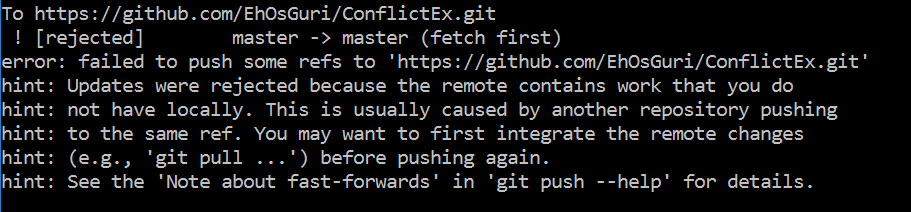 To https://github.com/EhOsGuri/ConflictEx.git
 ! [rejected]        master -> master (fetch first)
error: failed to push some refs to 'https://github.com/EhOsGuri/ConflictEx.git'
hint: Updates were rejected because the remote contains work that you do
hint: not have locally. This is usually caused by another repository pushing
hint: to the same ref. You may want to first integrate the remote changes
hint: (e.g., 'git pull ...') before pushing again.
hint: See the 'Note about fast-forwards' in 'git push --help' for details.